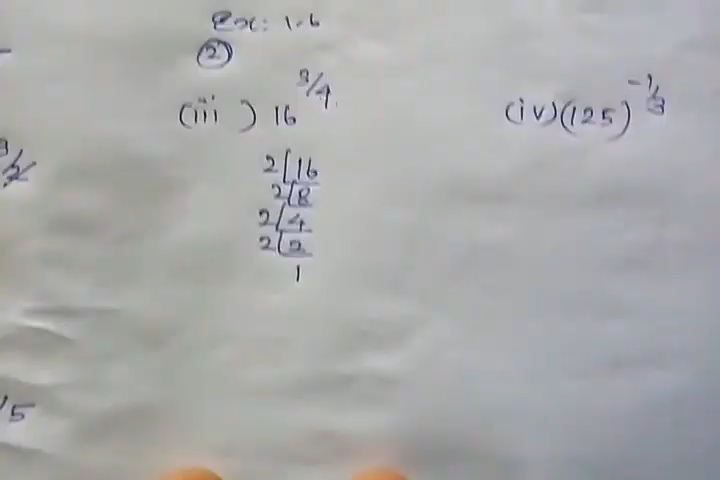 Ex: 1.6
2
(iii) 16^3/4
(iv) (125)^-1/3
2 | 16
2 | 8
2 | 4
2 | 2
1
/5